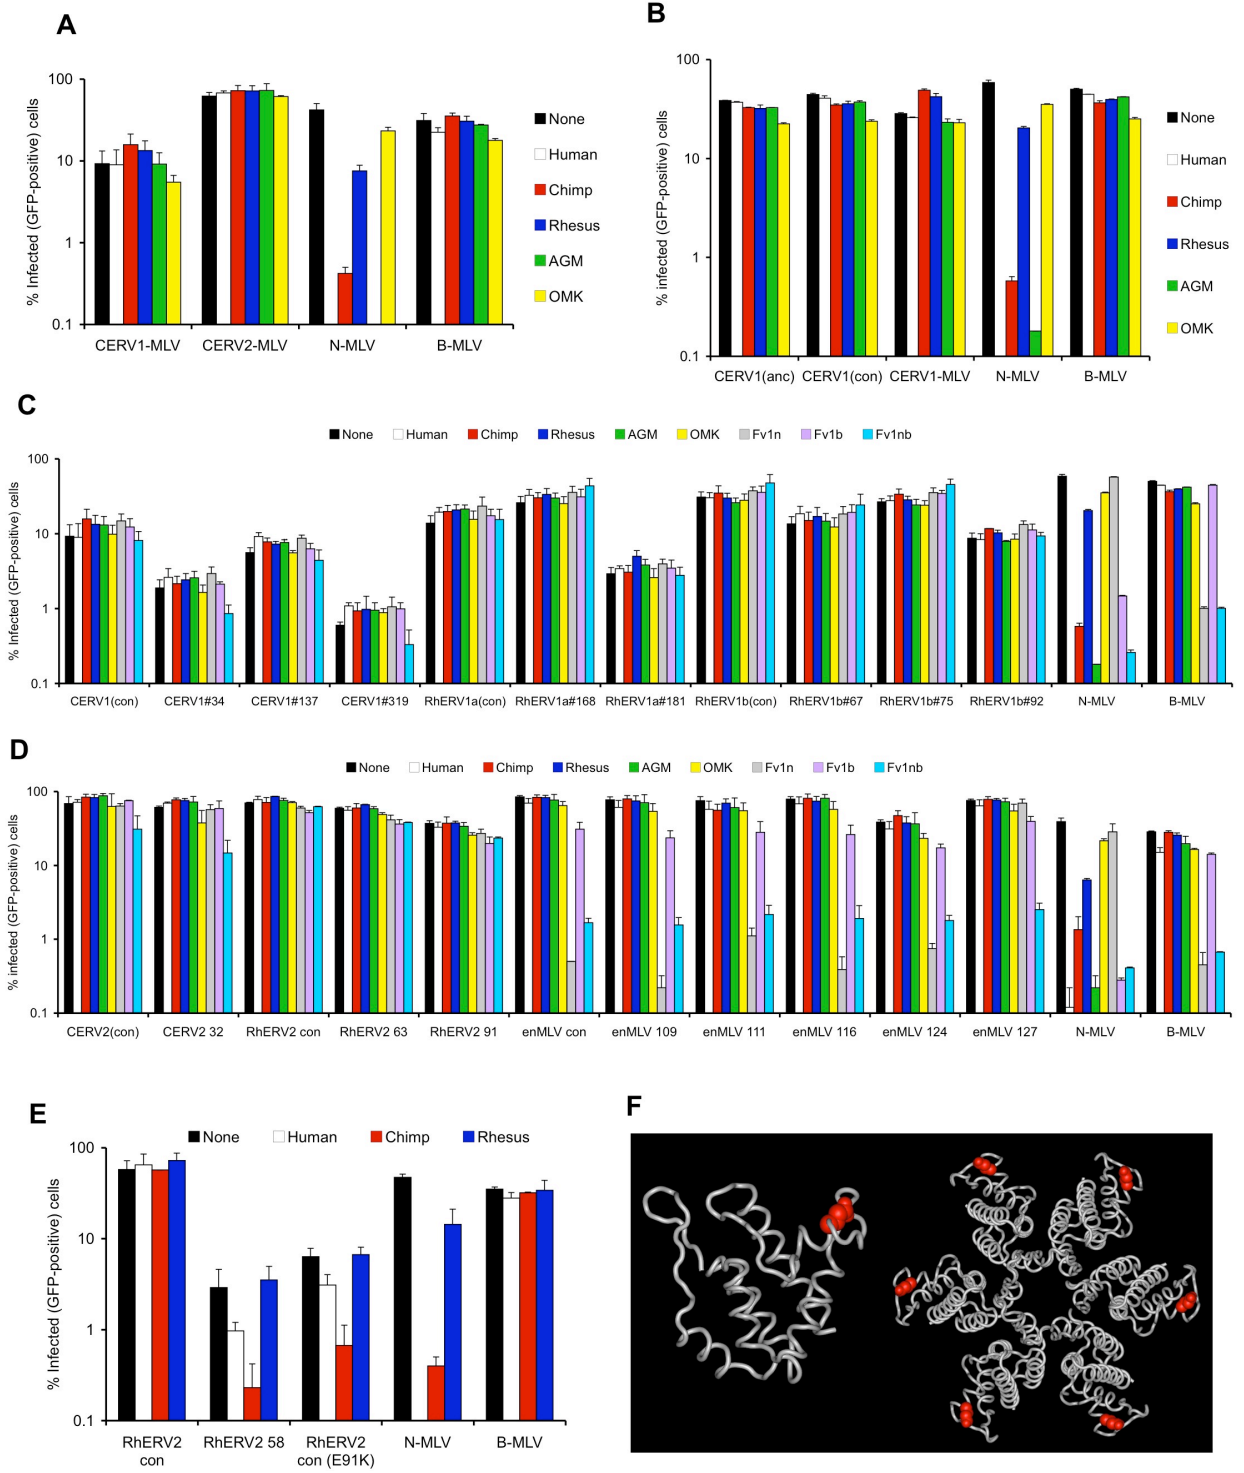 A
% Infected (GFP-positive) cells
100
10
1
0.1
CERV1-MLV CERV2-MLV N-MLV B-MLV
None
Human
Chimp
Rhesus
AGM
OMK
B
% infected (GFP-positive) cells
100
10
1
0.1
CERV1(anc) CERV1(con) CERV1-MLV N-MLV B-MLV
None
Human
Chimp
Rhesus
AGM
OMK
C
None Human Chimp Rhesus AGM OMK Fv1n Fv1b Fv1nb
% Infected (GFP-positive) cells
100
10
1
0.1
CERV1(con) CERV1#34 CERV1#137 CERV1#319 RhERV1a(con) RhERV1a#168 RhERV1a#181 RhERV1b(con) RhERV1b#67 RhERV1b#75 RhERV1b#92 N-MLV B-MLV
D
None Human Chimp Rhesus AGM OMK Fv1n Fv1b Fv1nb
% infected (GFP-positive) cells
100
10
1
0.1
CERV2(con) CERV2 32 RhERV2 con RhERV2 63 RhERV2 91 enMLV con enMLV 109 enMLV 111 enMLV 116 enMLV 124 enMLV 127 N-MLV B-MLV
E
None Human Chimp Rhesus
% Infected (GFP-positive) cells
100
10
1
0.1
RhERV2 con RhERV2 58 RhERV2 con (E91K) N-MLV B-MLV
F